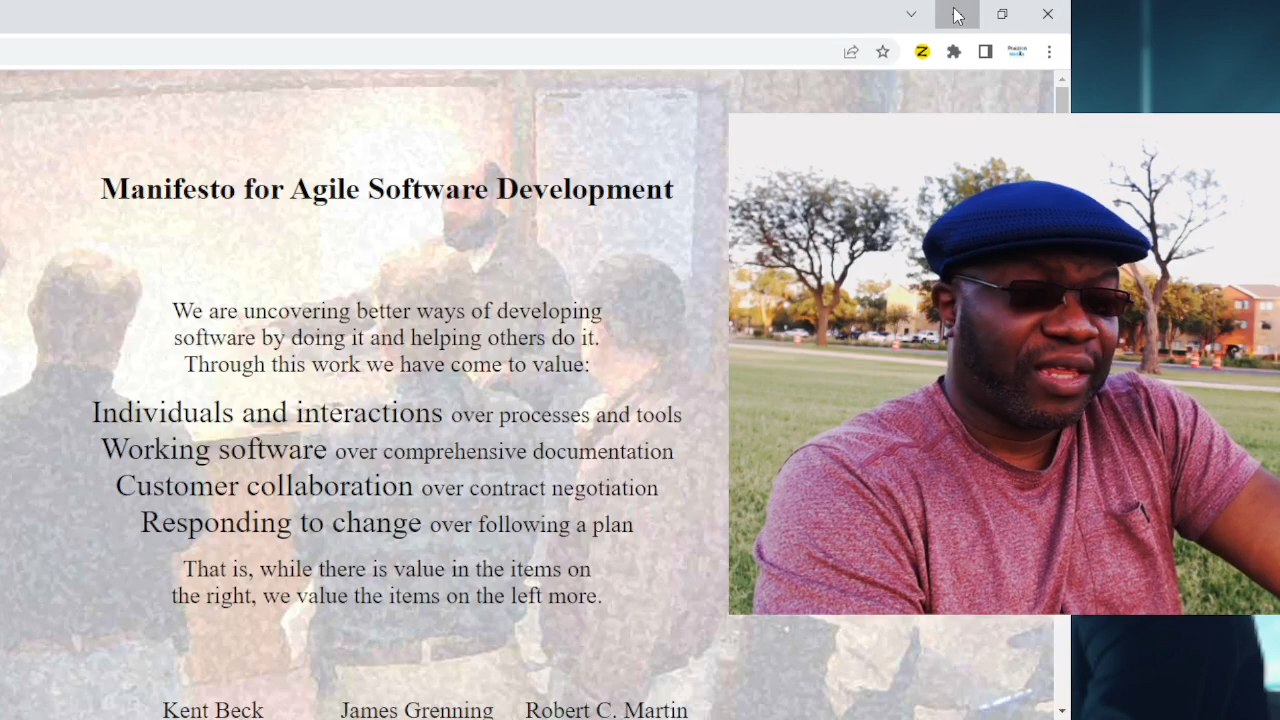 Manifesto for Agile Software Development
We are uncovering better ways of developing
software by doing it and helping others do it.
Through this work we have come to value:
Individuals and interactions over processes and tools
Working software over comprehensive documentation
Customer collaboration over contract negotiation
Responding to change over following a plan
That is, while there is value in the items on
the right, we value the items on the left more.
Kent Beck James Grenning Robert C. Martin